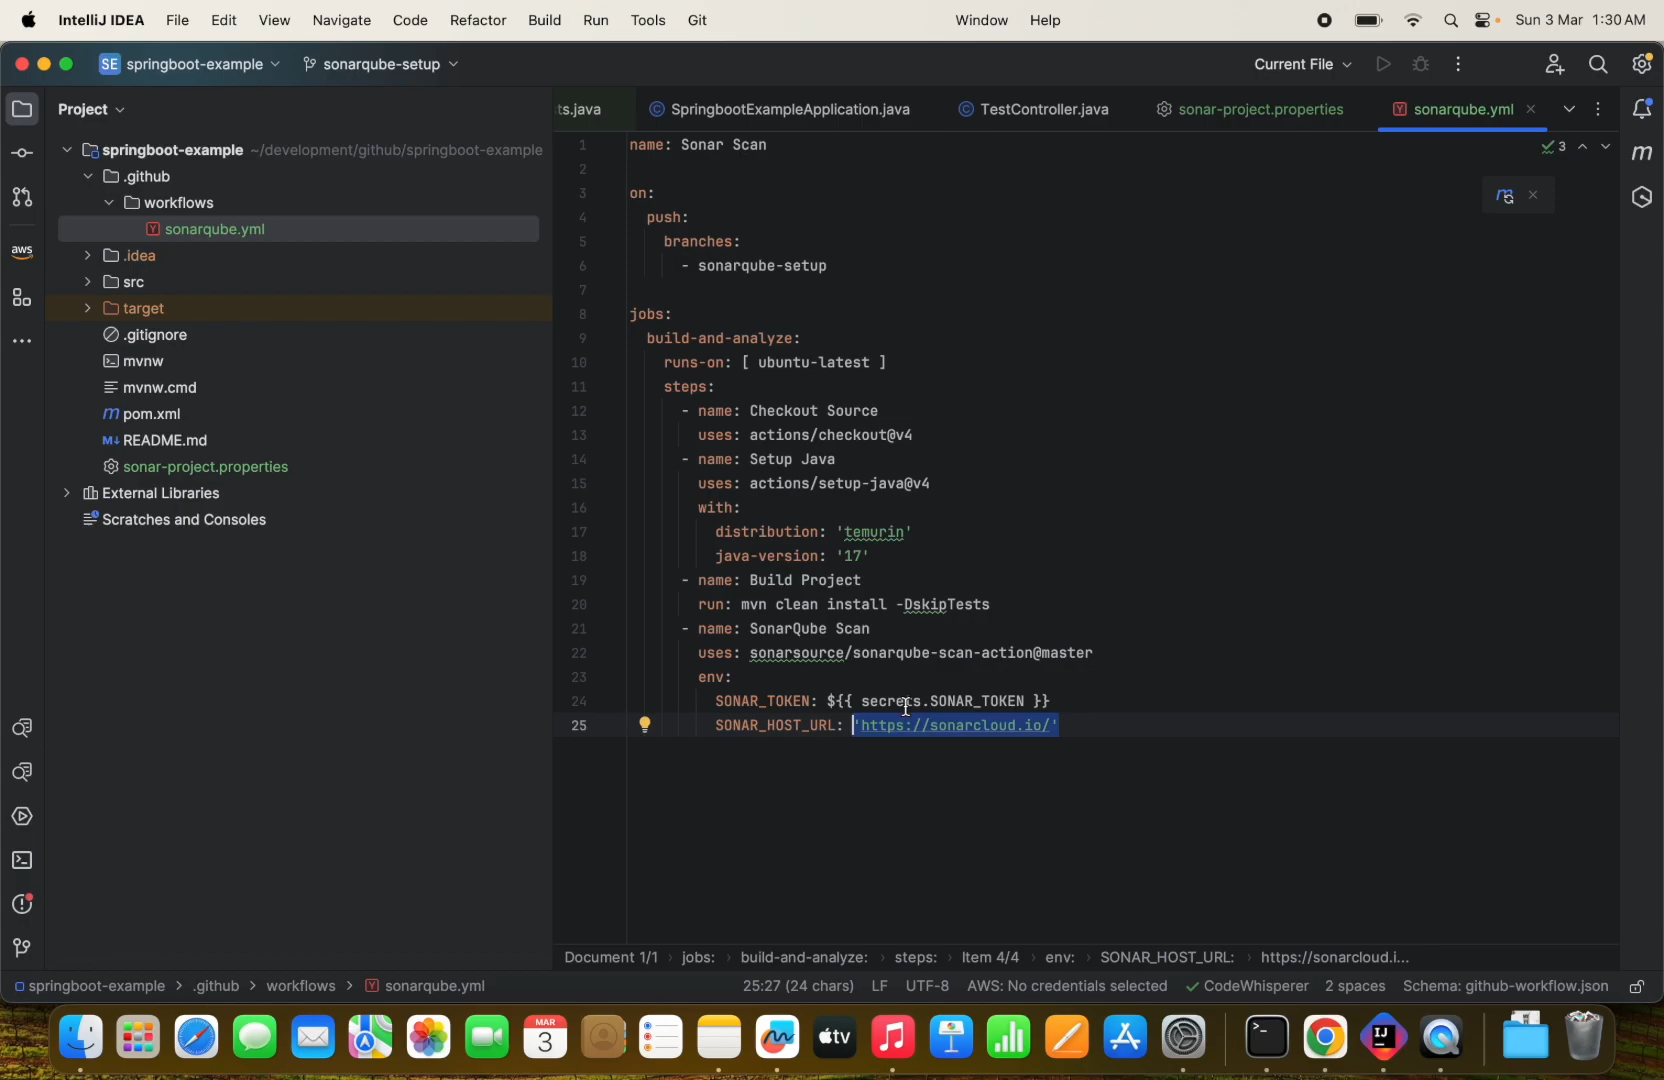 IntelliJ IDEA File Edit View Navigate Code Refactor Build Run Tools Git Window Help Sun 3 Mar 1:30 AM
SE springboot-example sonarqube-setup Current File
Project
ts.java SpringbootExampleApplication.java TestController.java sonar-project.properties sonarqube.yml
springboot-example ~/development/github/springboot-example
.github
workflows
sonarqube.yml
.idea
src
target
.gitignore
mvnw
mvnw.cmd
pom.xml
README.md
sonar-project.properties
External Libraries
Scratches and Consoles
aws
3
1 name: Sonar Scan
2
3 on:
4 push:
5 branches:
6 - sonarqube-setup
7
8 jobs:
9 build-and-analyze:
10 runs-on: [ ubuntu-latest ]
11 steps:
12 - name: Checkout Source
13 uses: actions/checkout@v4
14 - name: Setup Java
15 uses: actions/setup-java@v4
16 with:
17 distribution: 'temurin'
18 java-version: '17'
19 - name: Build Project
20 run: mvn clean install -DskipTests
21 - name: SonarQube Scan
22 uses: sonarsource/sonarqube-scan-action@master
23 env:
24 SONAR_TOKEN: ${{ secrets.SONAR_TOKEN }}
25 SONAR_HOST_URL: 'https://sonarcloud.io/'
Document 1/1 jobs: build-and-analyze: steps: Item 4/4 env: SONAR_HOST_URL: https://sonarcloud.i...
springboot-example .github workflows sonarqube.yml 25:27 (24 chars) LF UTF-8 AWS: No credentials selected CodeWhisperer 2 spaces Schema: github-workflow.json
MAR
3
tv
IJ